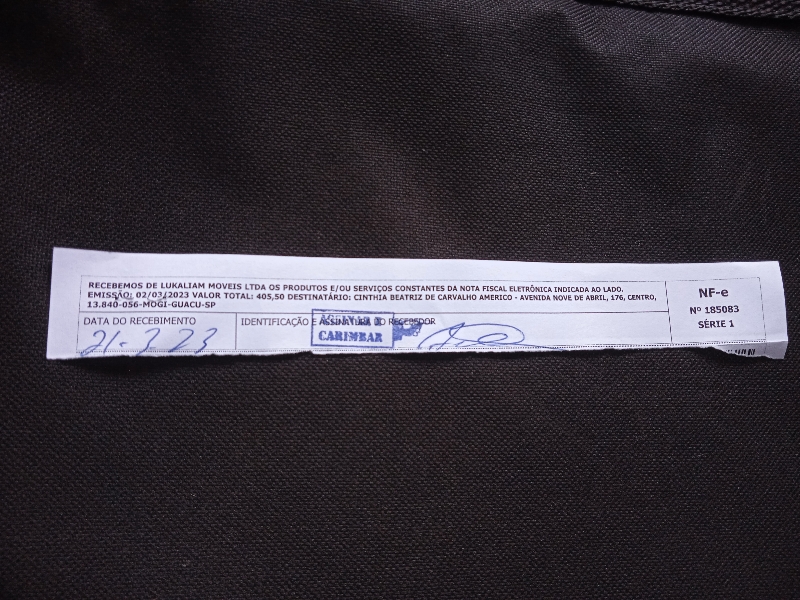 RECEBEMOS DE LUKALIAM MOVEIS LTDA OS PRODUTOS E/OU SERVIÇOS CONSTANTES DA NOTA FISCAL ELETRÔNICA INDICADA AO LADO.
EMISSÃO: 02/03/2023 VALOR TOTAL: 405,50 DESTINATÁRIO: CINTHIA BEATRIZ DE CARVALHO AMERICO - AVENIDA NOVE DE ABRIL, 176, CENTRO,
13.840-056-MOGI-GUACU-SP
NF-e
Nº 185083
SÉRIE 1
DATA DO RECEBIMENTO
21-3-23
IDENTIFICAÇÃO E ASSINATURA DO RECEBEDOR
ASSINAR E
CARIMBAR